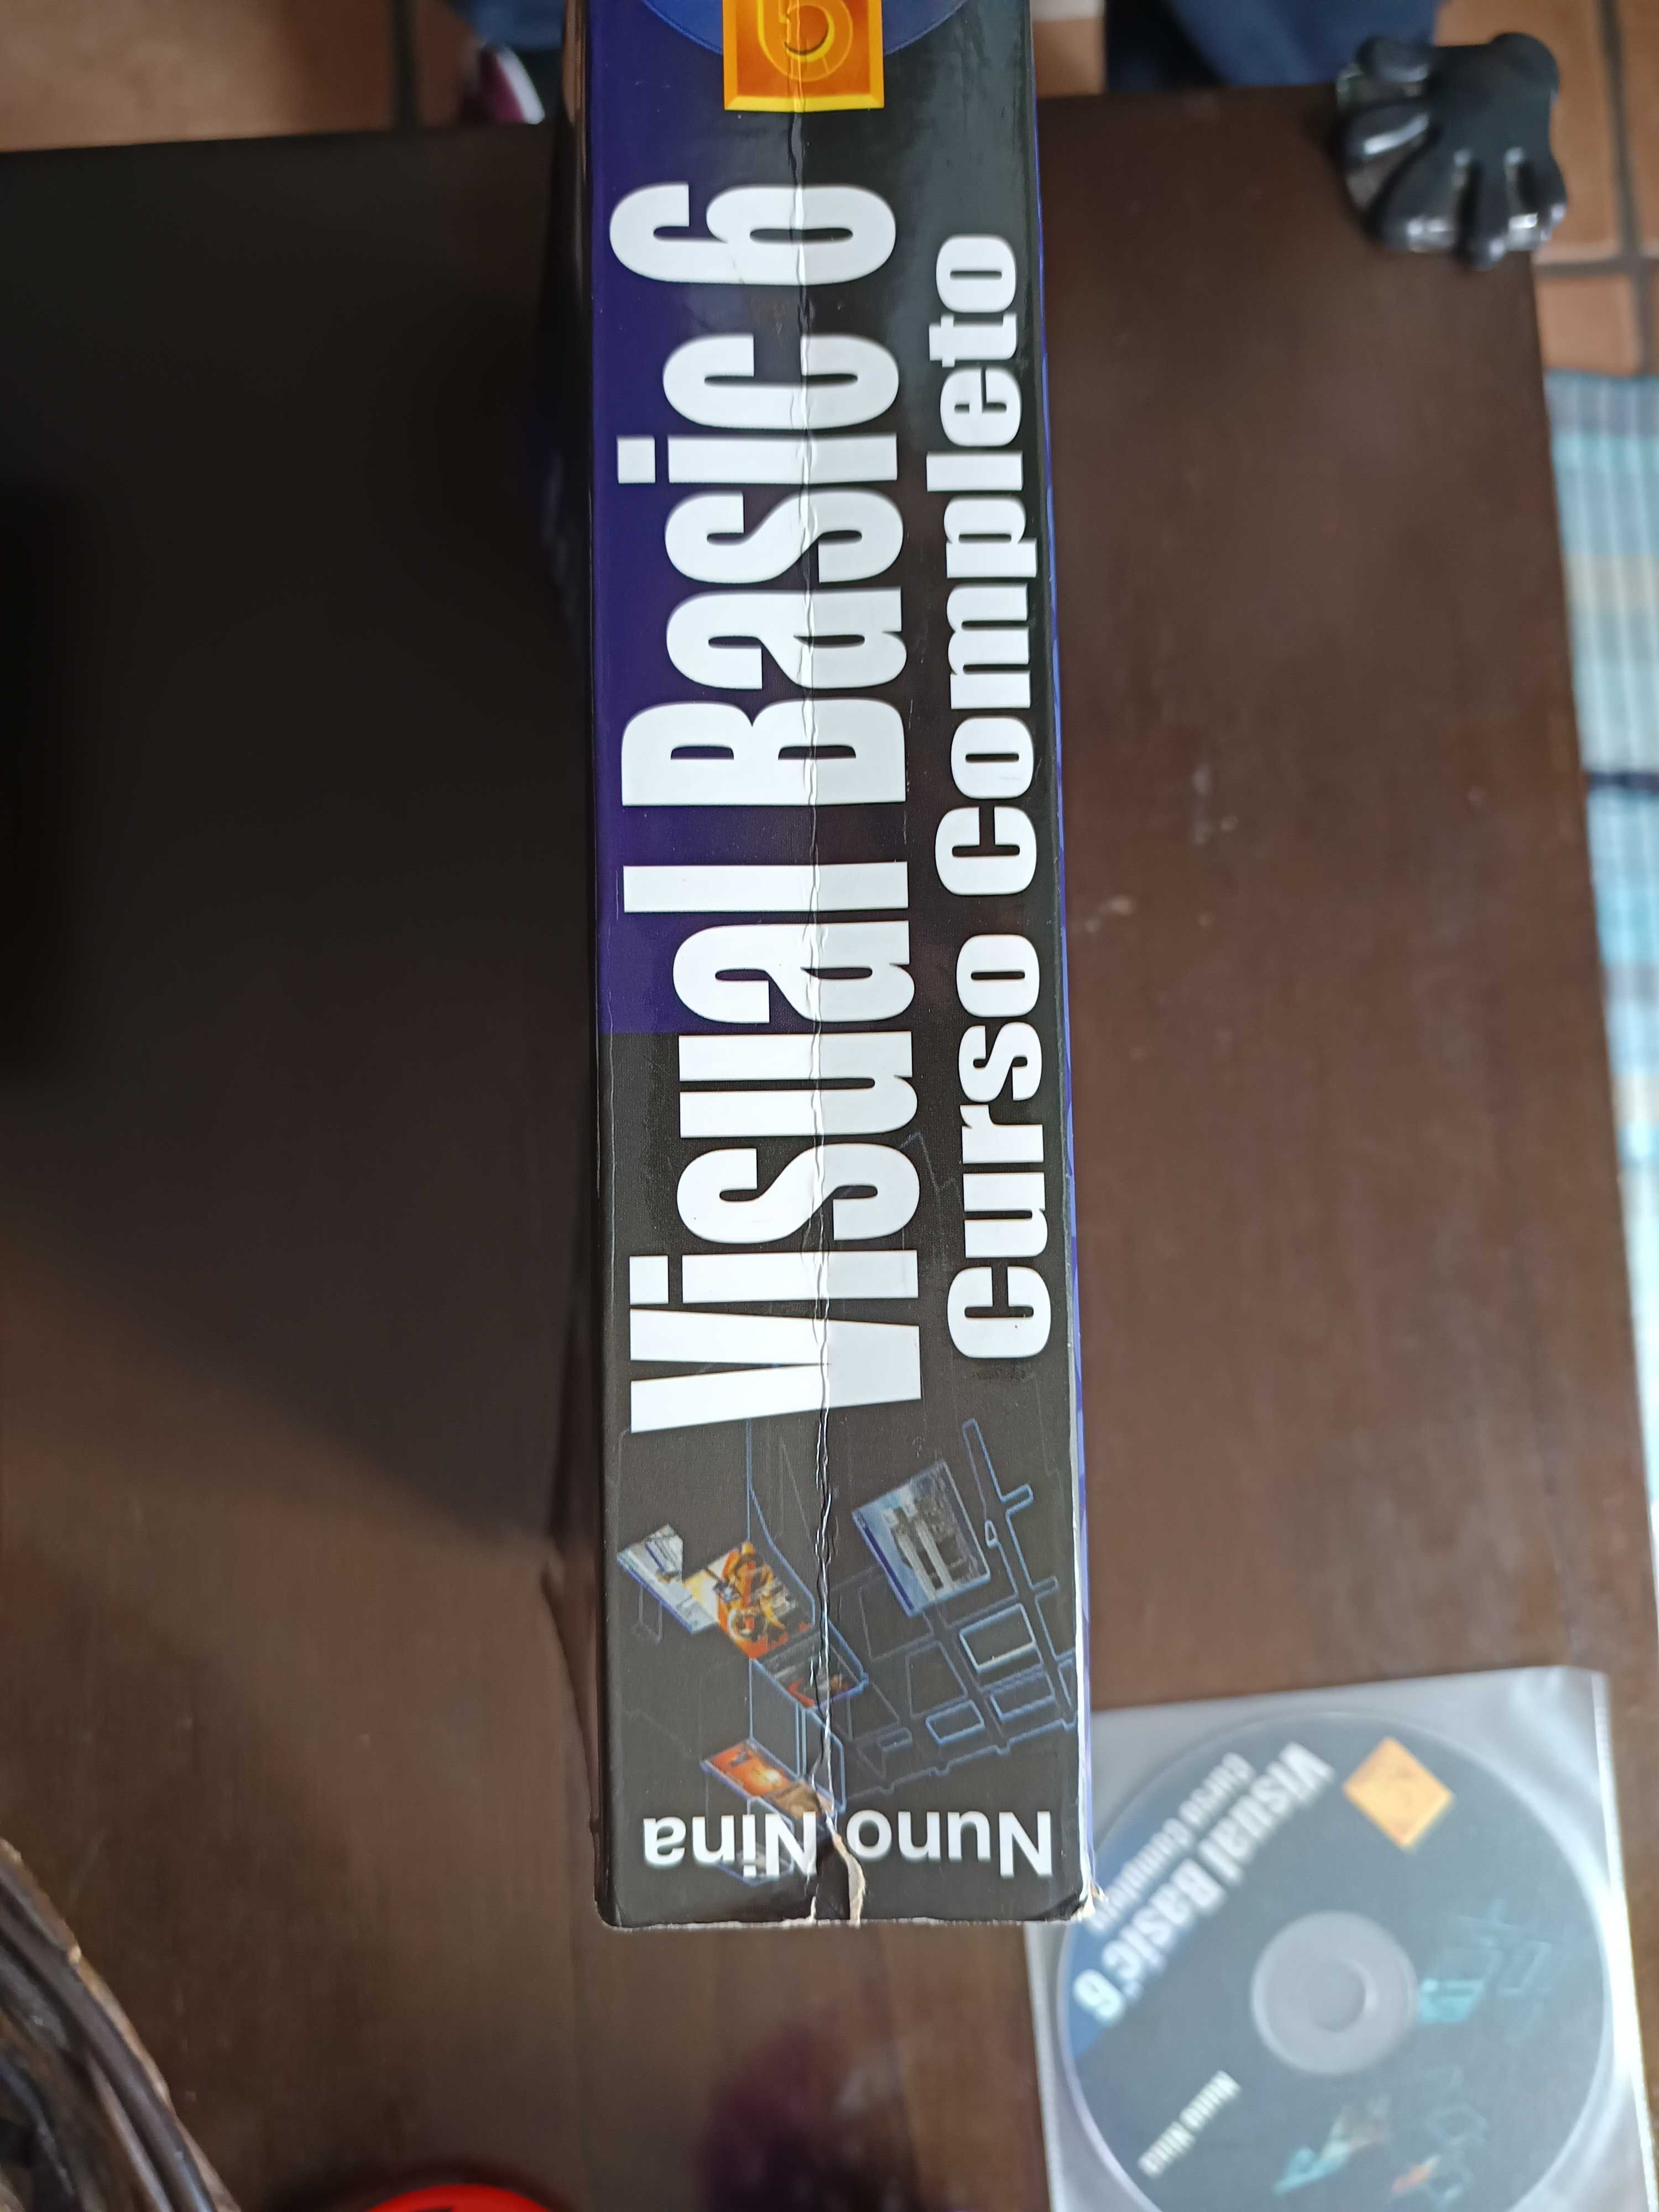 Visual Basic 6
Curso Completo
Nuno Nina
Visual Basic 6
Curso Completo
Nuno Nina